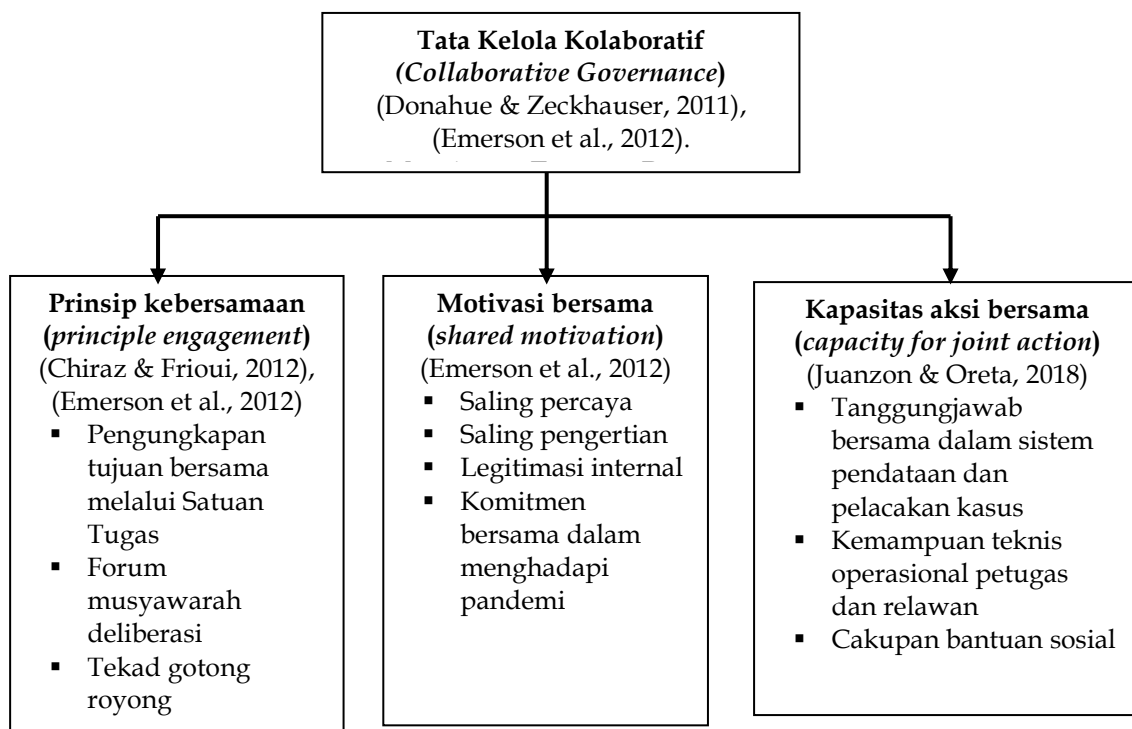 Tata Kelola Kolaboratif
(Collaborative Governance)
(Donahue & Zeckhauser, 2011),
(Emerson et al., 2012).
Prinsip kebersamaan
(principle engagement)
(Chiraz & Frioui, 2012),
(Emerson et al., 2012)
▪ Pengungkapan
tujuan bersama
melalui Satuan
Tugas
▪ Forum
musyawarah
deliberasi
▪ Tekad gotong
royong
Motivasi bersama
(shared motivation)
(Emerson et al., 2012)
▪ Saling percaya
▪ Saling pengertian
▪ Legitimasi internal
▪ Komitmen
bersama dalam
menghadapi
pandemi
Kapasitas aksi bersama
(capacity for joint action)
(Juanzon & Oreta, 2018)
▪ Tanggungjawab
bersama dalam sistem
pendataan dan
pelacakan kasus
▪ Kemampuan teknis
operasional petugas
dan relawan
▪ Cakupan bantuan sosial